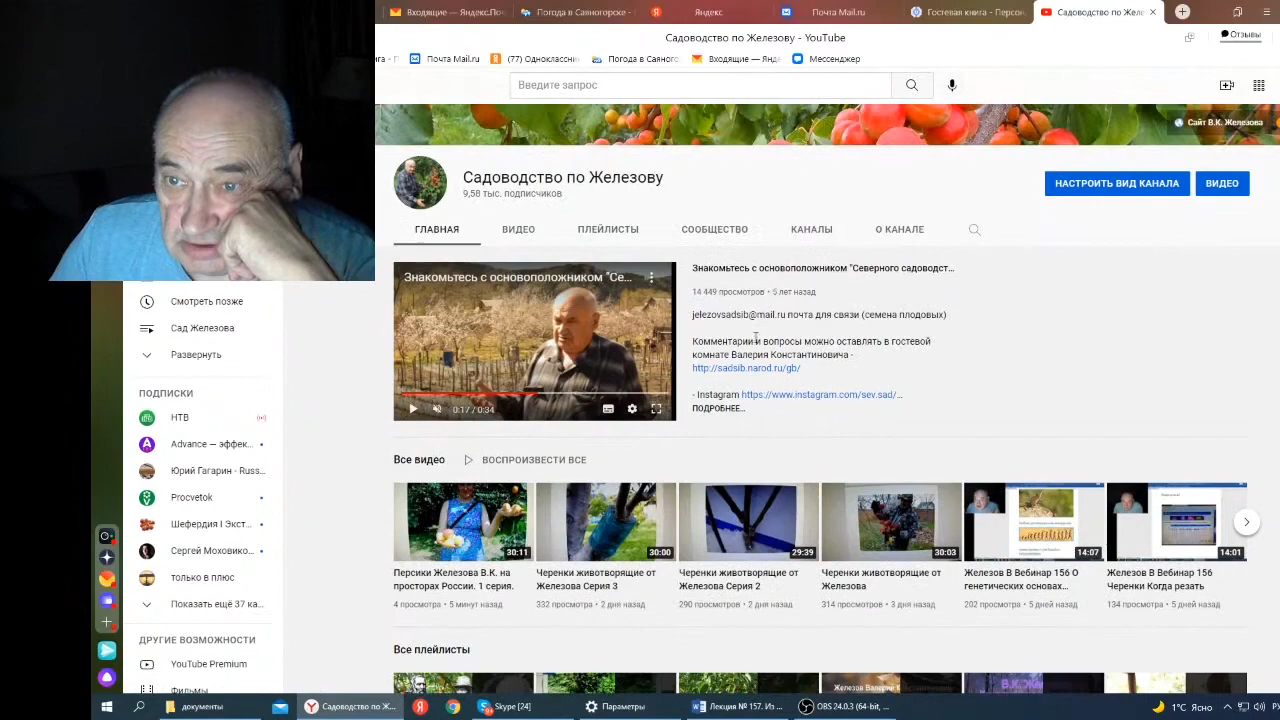 Входящие — Яндекс.По
Погода в Саяногорске -
Яндекс
Почта Mail.ru
Гостевая книга - Персон
Садоводство по Желе
Садоводство по Железову - YouTube
Отзывы
Почта Mail.ru
(77) Одноклассни
Погода в Саяного
Входящие — Янде
Мессенджер
Введите запрос
Сайт В.К. Железова
Садоводство по Железову
9,58 тыс. подписчиков
НАСТРОИТЬ ВИД КАНАЛА
ВИДЕО
ГЛАВНАЯ
ВИДЕО
ПЛЕЙЛИСТЫ
СООБЩЕСТВО
КАНАЛЫ
О КАНАЛЕ
Знакомьтесь с основоположником "Се...
0:17 / 0:34
Знакомьтесь с основоположником "Северного садоводст...
14 449 просмотров • 5 лет назад
jelezovsadsib@mail.ru почта для связи (семена плодовых)
Комментарии и вопросы можно оставлять в гостевой
комнате Валерия Константиновича -
http://sadsib.narod.ru/gb/
- Instagram https://www.instagram.com/sev.sad/...
ПОДРОБНЕЕ...
Смотреть позже
Сад Железова
Развернуть
ПОДПИСКИ
НТВ
Advance — эффек...
Юрий Гагарин - Russ...
Procvetok
Шефердия I Экст...
Сергей Моховико...
только в плюс
Показать ещё 37 ка...
ДРУГИЕ ВОЗМОЖНОСТИ
YouTube Premium
Фильмы
Все видео
ВОСПРОИЗВЕСТИ ВСЕ
30:11
30:00
29:39
30:03
14:07
14:01
Персики Железова В.К. на
просторах России. 1 серия.
4 просмотра • 5 минут назад
Черенки животворящие от
Железова Серия 3
332 просмотра • 2 дня назад
Черенки животворящие от
Железова Серия 2
290 просмотров • 2 дня назад
Черенки животворящие от
Железова
314 просмотров • 3 дня назад
Железов В Вебинар 156 О
генетических основах...
202 просмотра • 5 дней назад
Железов В Вебинар 156
Черенки Когда резать
134 просмотра • 5 дней назад
Все плейлисты
документы
Садоводство по Ж...
Skype [24]
Параметры
Лекция № 157. Из ...
OBS 24.0.3 (64-bit, ...
1°C Ясно